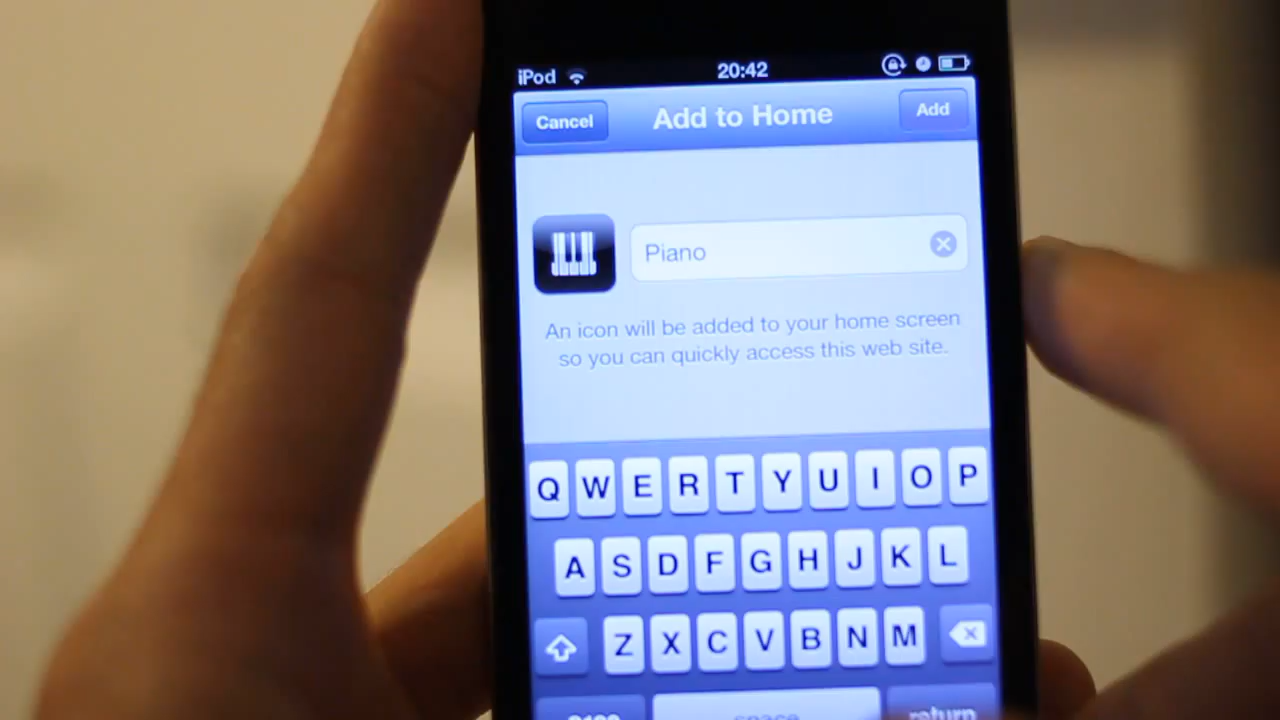 iPod 20:42
Cancel Add to Home Add
Piano
An icon will be added to your home screen
so you can quickly access this web site.
Q W E R T Y U I O P
A S D F G H J K L
Z X C V B N M
space return